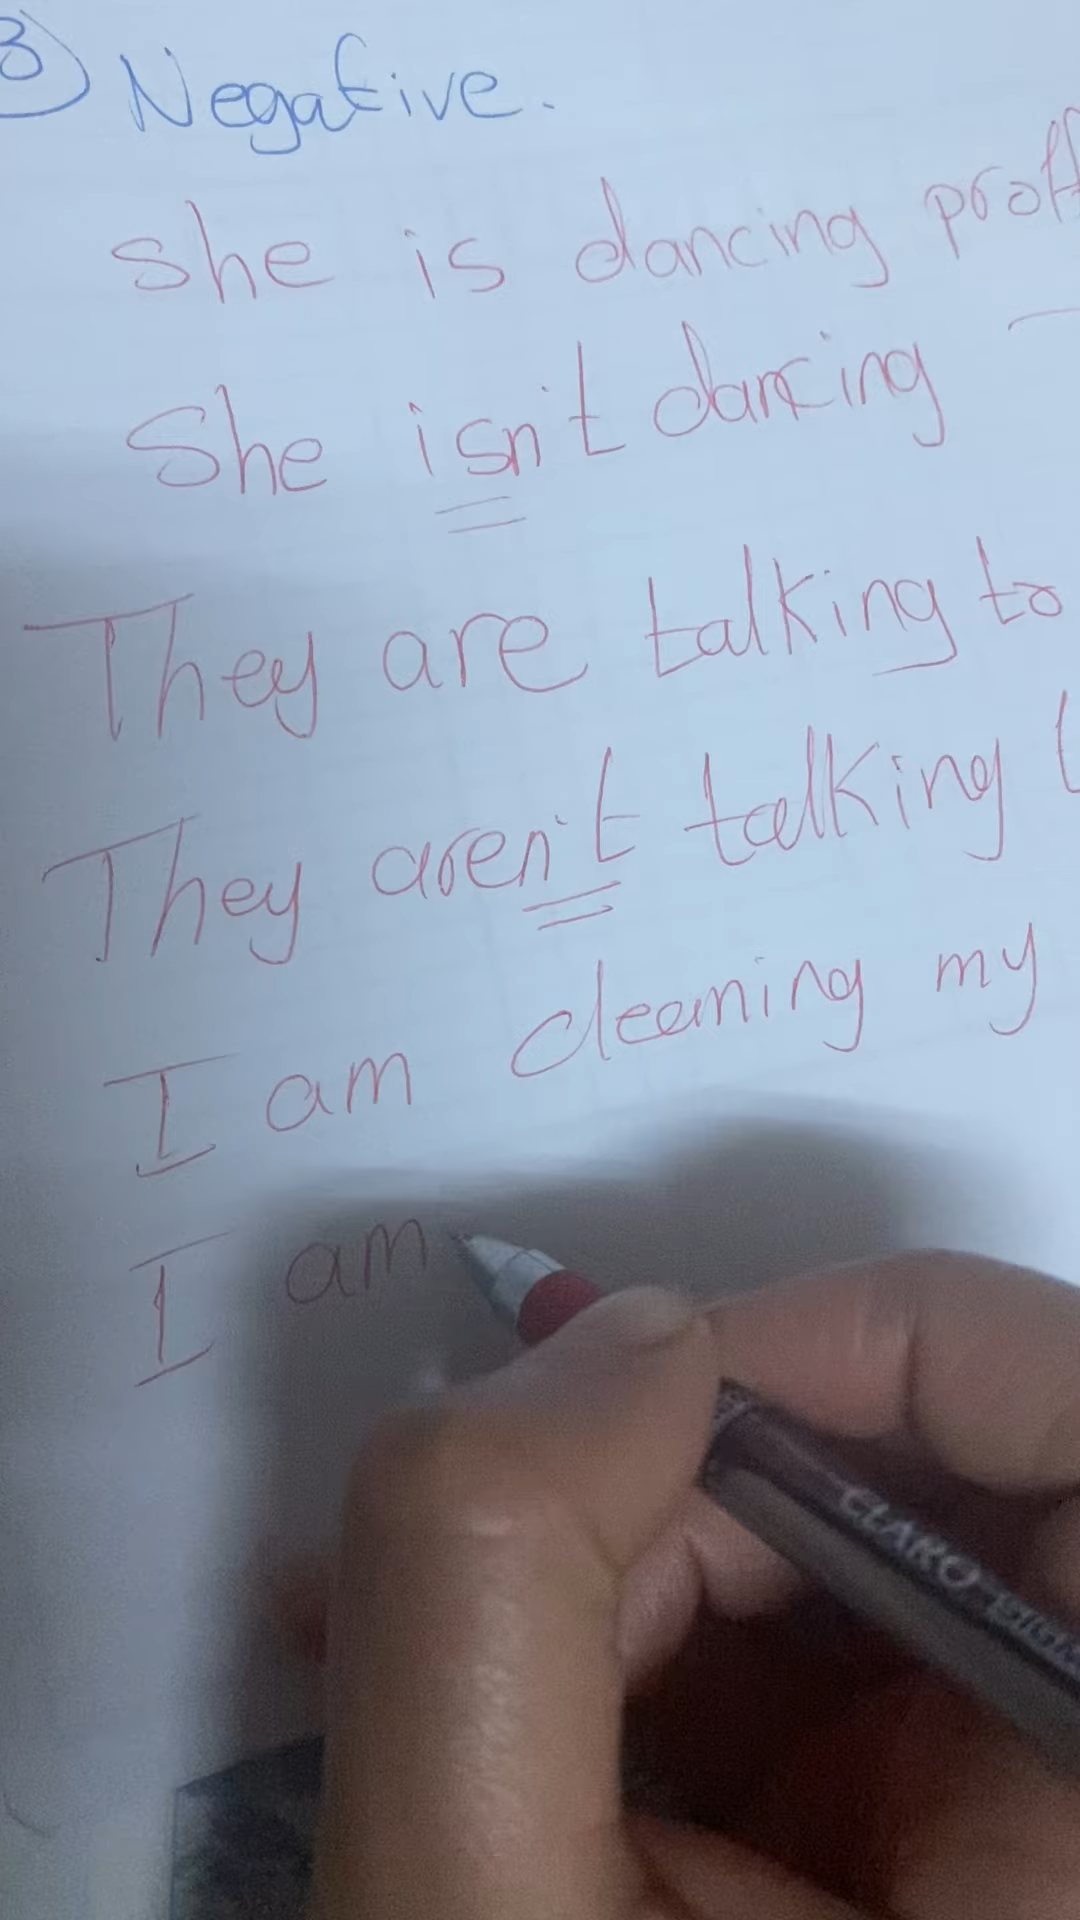 3 Negative.
she is dancing
She isn't dancing
They are talking to
They aren't talking
I am cleaning my
I am
CLARO